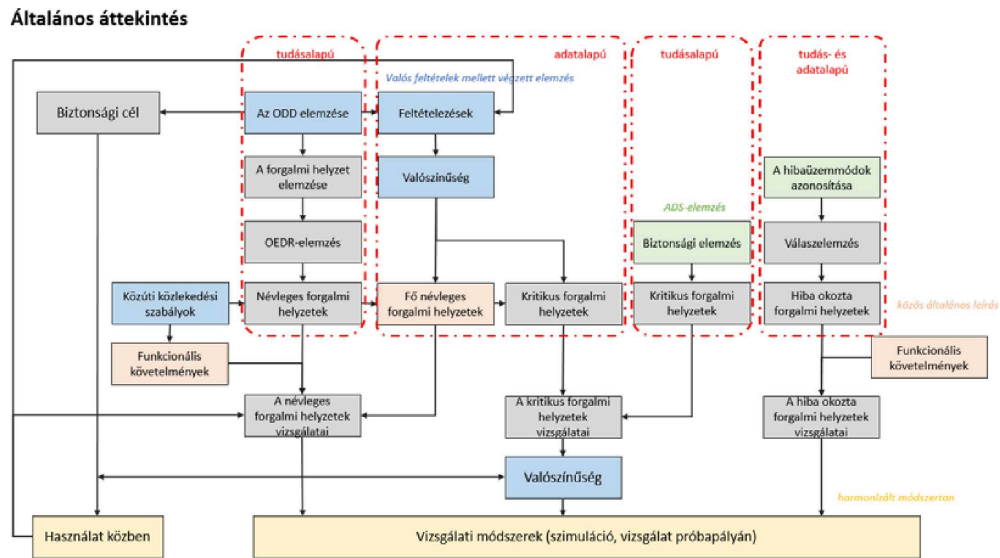 Általános áttekintés
tudásalapú
adatalapú
tudásalapú
tudás- és
adatalapú
Valós feltételek mellett végzett elemzés
Biztonsági cél
Az ODD elemzése
Feltételezések
A forgalmi helyzet
elemzése
Valószínűség
A hibaüzemmódok
azonosítása
ADS-elemzés
OEDR-elemzés
Biztonsági elemzés
Válaszelemzés
Közúti közlekedési
szabályok
Névleges forgalmi
helyzetek
Fő névleges
forgalmi helyzetek
Kritikus forgalmi
helyzetek
Kritikus forgalmi
helyzetek
Hiba okozta
forgalmi helyzetek
közös általános leírás
Funkcionális
követelmények
Funkcionális
követelmények
A névleges
forgalmi helyzetek
vizsgálatai
A kritikus forgalmi
helyzetek
vizsgálatai
A hiba okozta
forgalmi helyzetek
vizsgálatai
Valószínűség
harmonizált módszertan
Használat közben
Vizsgálati módszerek (szimuláció, vizsgálat próbapályán)